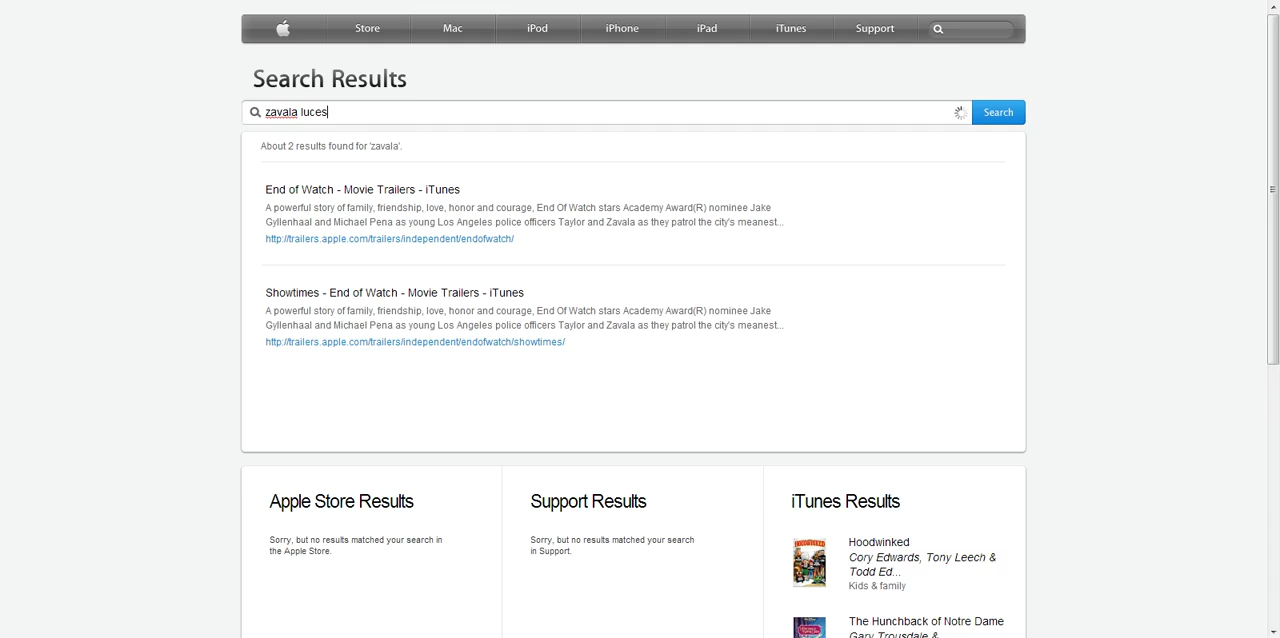 Store Mac iPod iPhone iPad iTunes Support
Search Results
zavala luces
Search
About 2 results found for 'zavala'.
End of Watch - Movie Trailers - iTunes
A powerful story of family, friendship, love, honor and courage, End Of Watch stars Academy Award(R) nominee Jake
Gyllenhaal and Michael Pena as young Los Angeles police officers Taylor and Zavala as they patrol the city's meanest...
http://trailers.apple.com/trailers/independent/endofwatch/
Showtimes - End of Watch - Movie Trailers - iTunes
A powerful story of family, friendship, love, honor and courage, End Of Watch stars Academy Award(R) nominee Jake
Gyllenhaal and Michael Pena as young Los Angeles police officers Taylor and Zavala as they patrol the city's meanest...
http://trailers.apple.com/trailers/independent/endofwatch/showtimes/
Apple Store Results
Sorry, but no results matched your search in
the Apple Store.
Support Results
Sorry, but no results matched your search
in Support.
iTunes Results
HOODWINKED
Hoodwinked
Cory Edwards, Tony Leech &
Todd Ed...
Kids & family
The Hunchback of Notre Dame
Gary Trousdale &